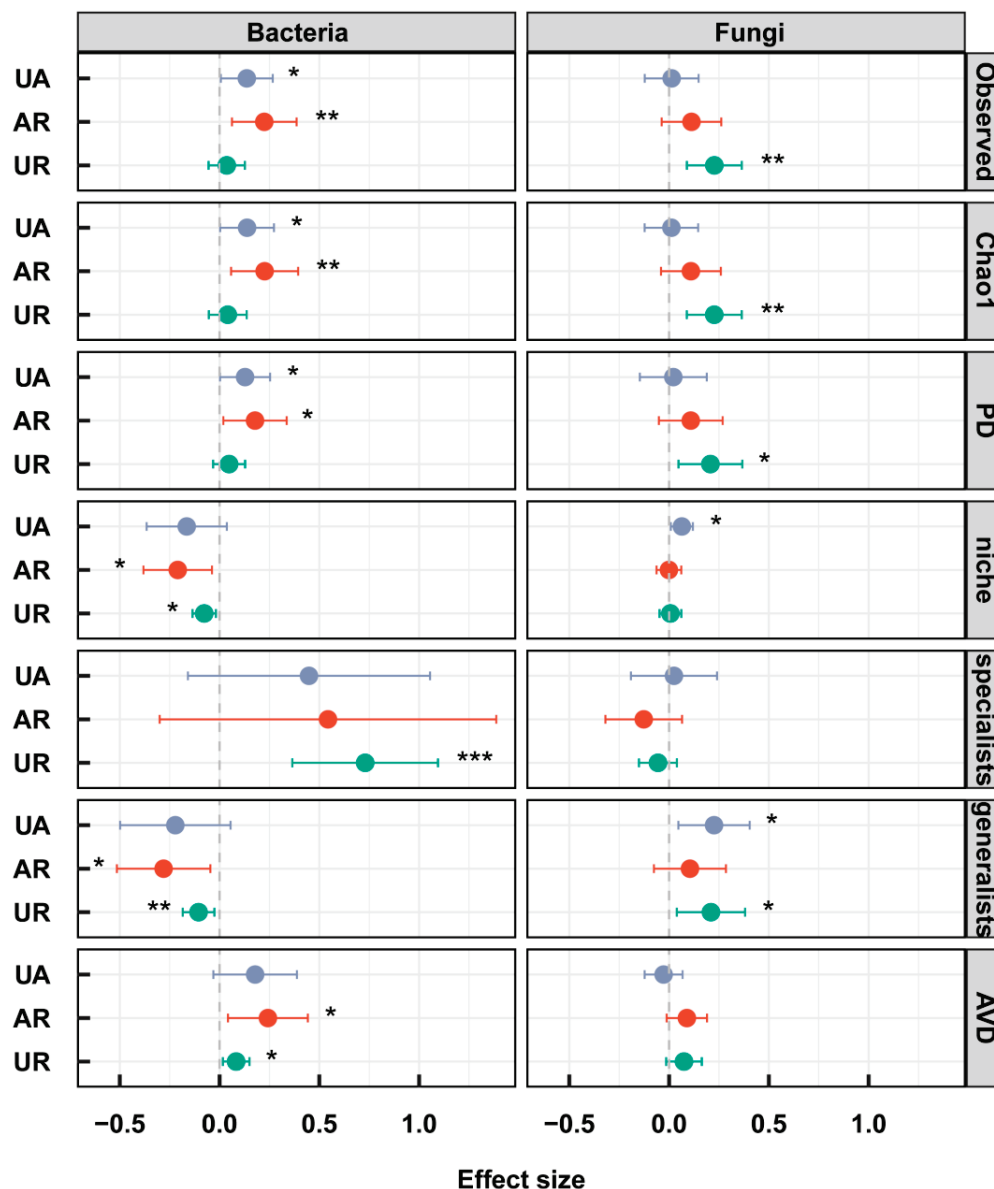 Bacteria Fungi
UA * Observed
AR **
UR **
UA * Chao1
AR **
UR **
UA * PD
AR *
UR *
UA * niche
AR *
UR *
UA specialists
AR
UR ***
UA * generalists
AR *
UR ** *
UA AVD
AR *
UR *
−0.5 0.0 0.5 1.0 −0.5 0.0 0.5 1.0
Effect size